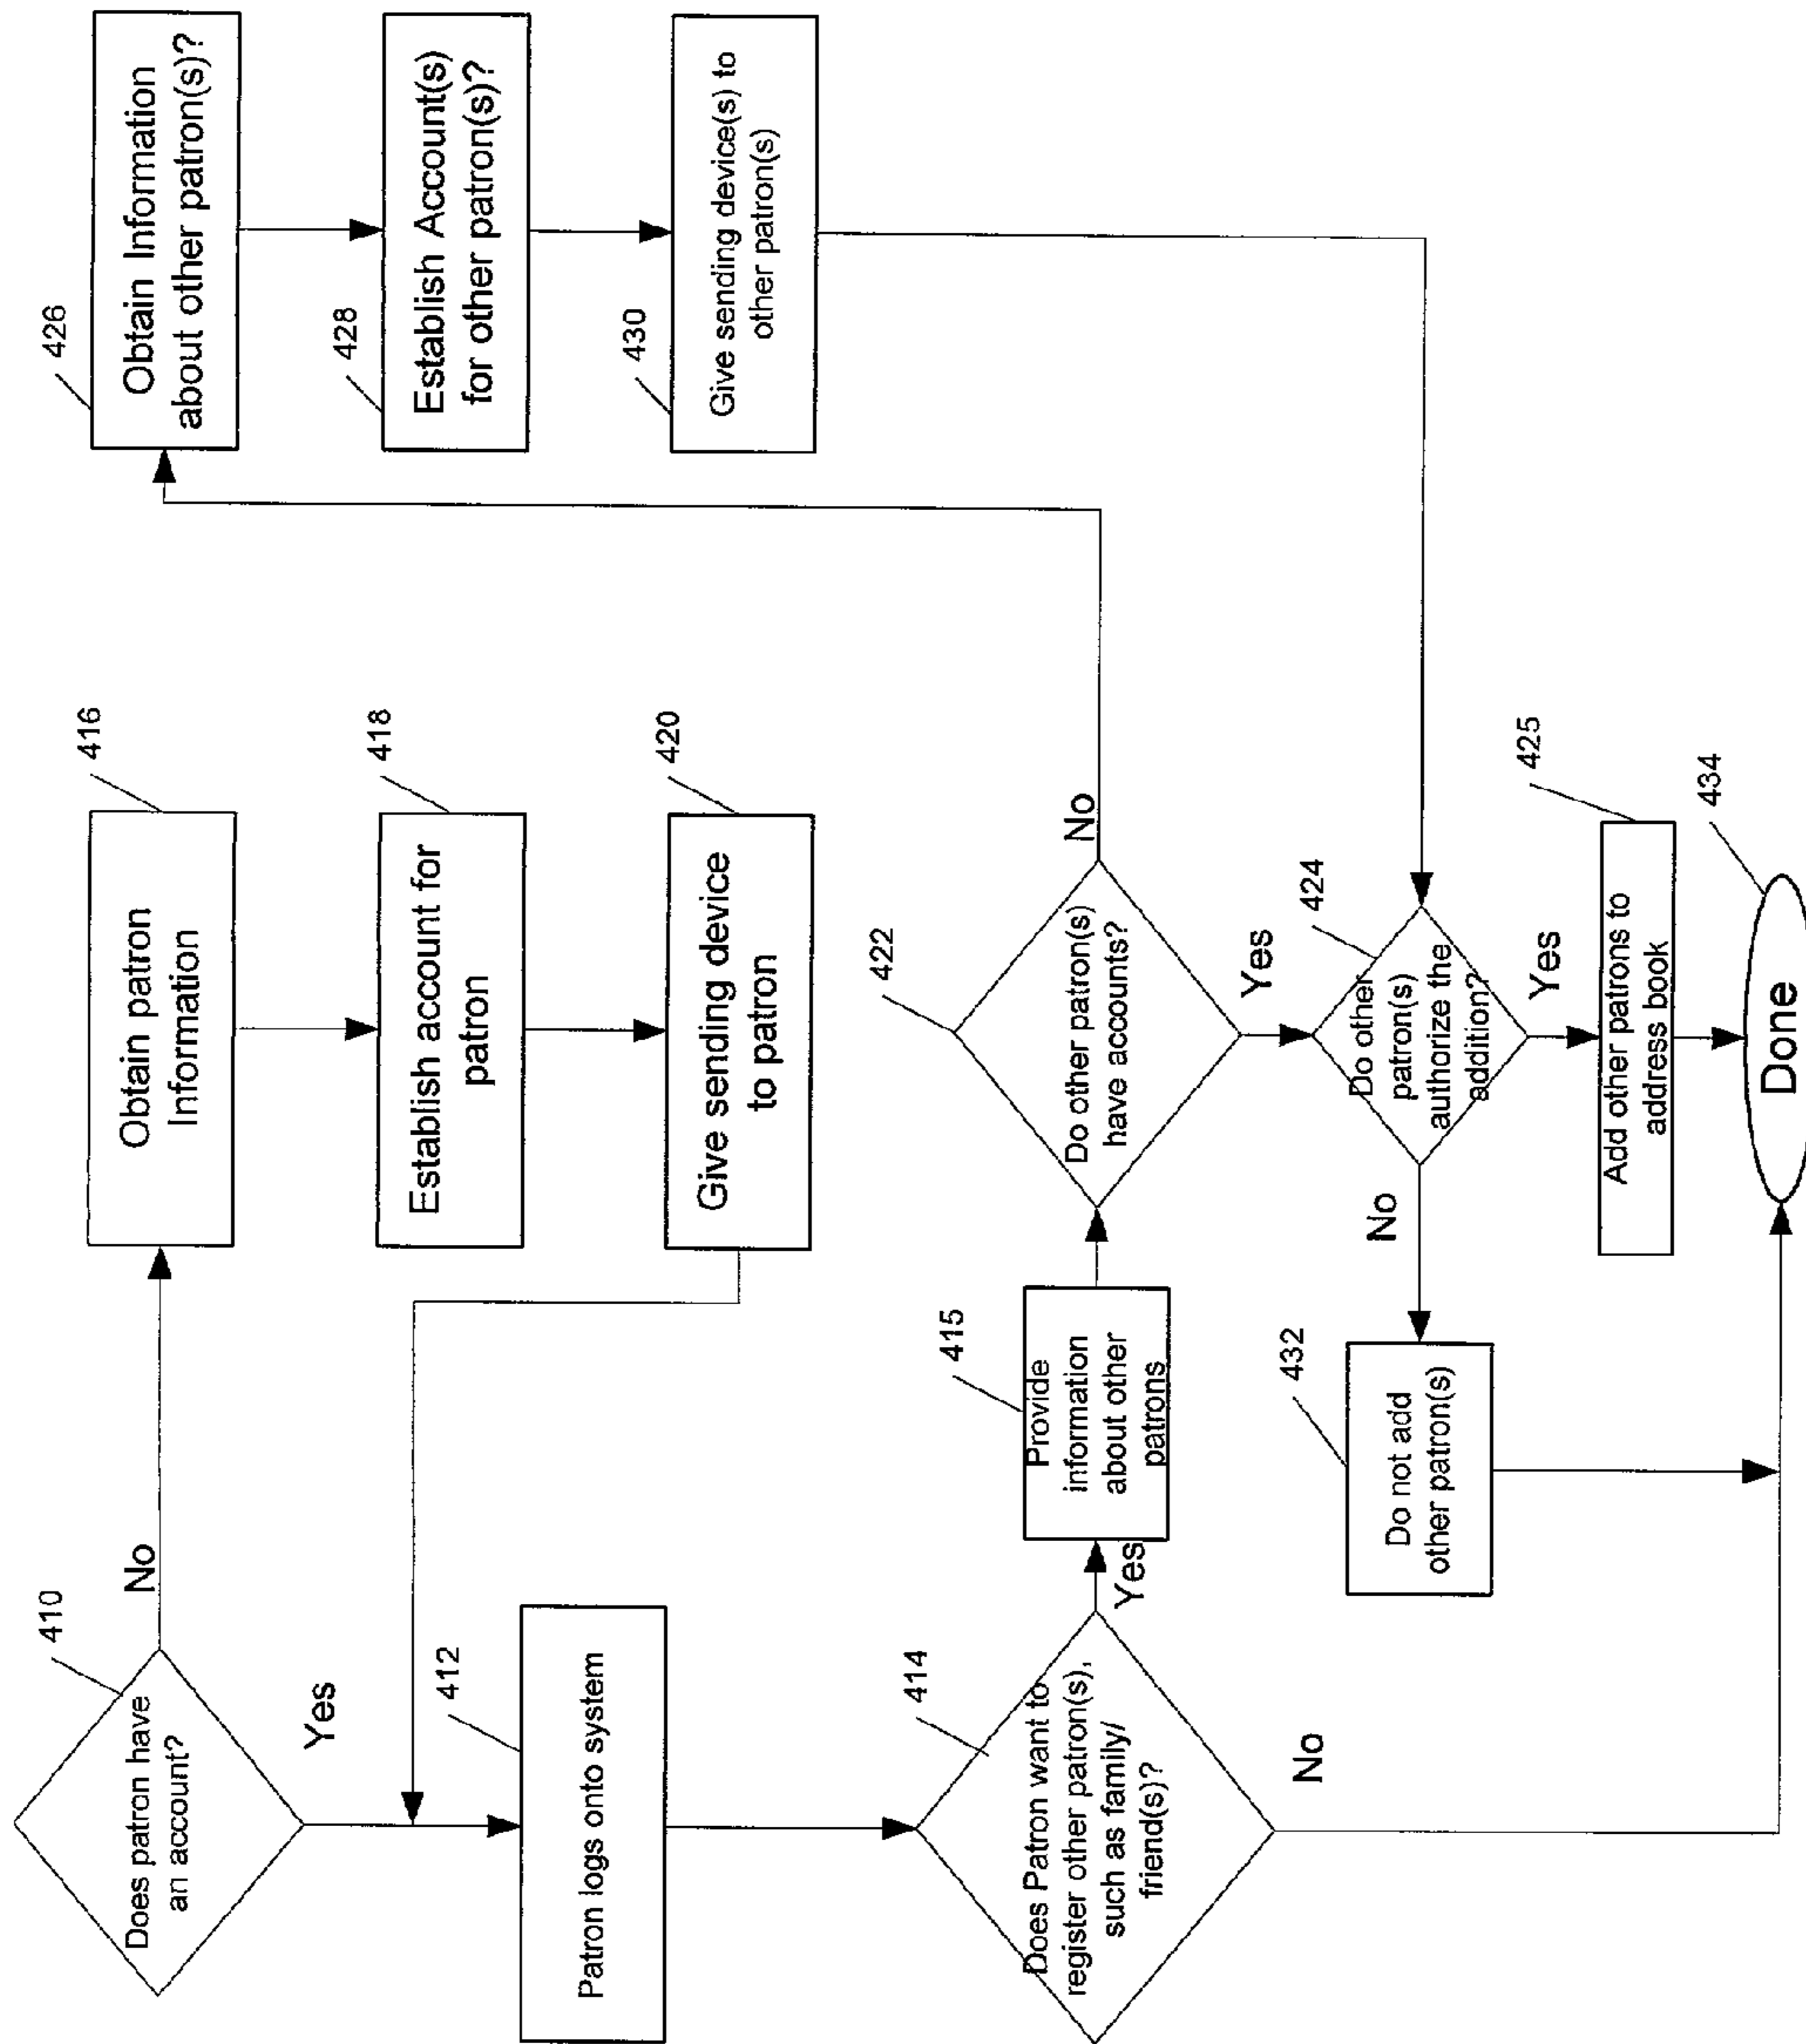 410
Does patron have
an account?
No
Yes
416
Obtain patron
Information
418
Establish account for
patron
420
Give sending device
to patron
412
Patron logs onto system
414
Does Patron want to
register other patron(s),
such as family/
friend(s)?
Yes
No
415
Provide
information
about other
patrons
422
Do other patron(s)
have accounts?
No
Yes
426
Obtain Information
about other patron(s)?
428
Establish Account(s)
for other patron(s)?
430
Give sending device(s) to
other patron(s)
424
Do other
patron(s)
authorize the
addition?
No
Yes
432
Do not add
other patron(s)
425
Add other patrons to
address book
434
Done